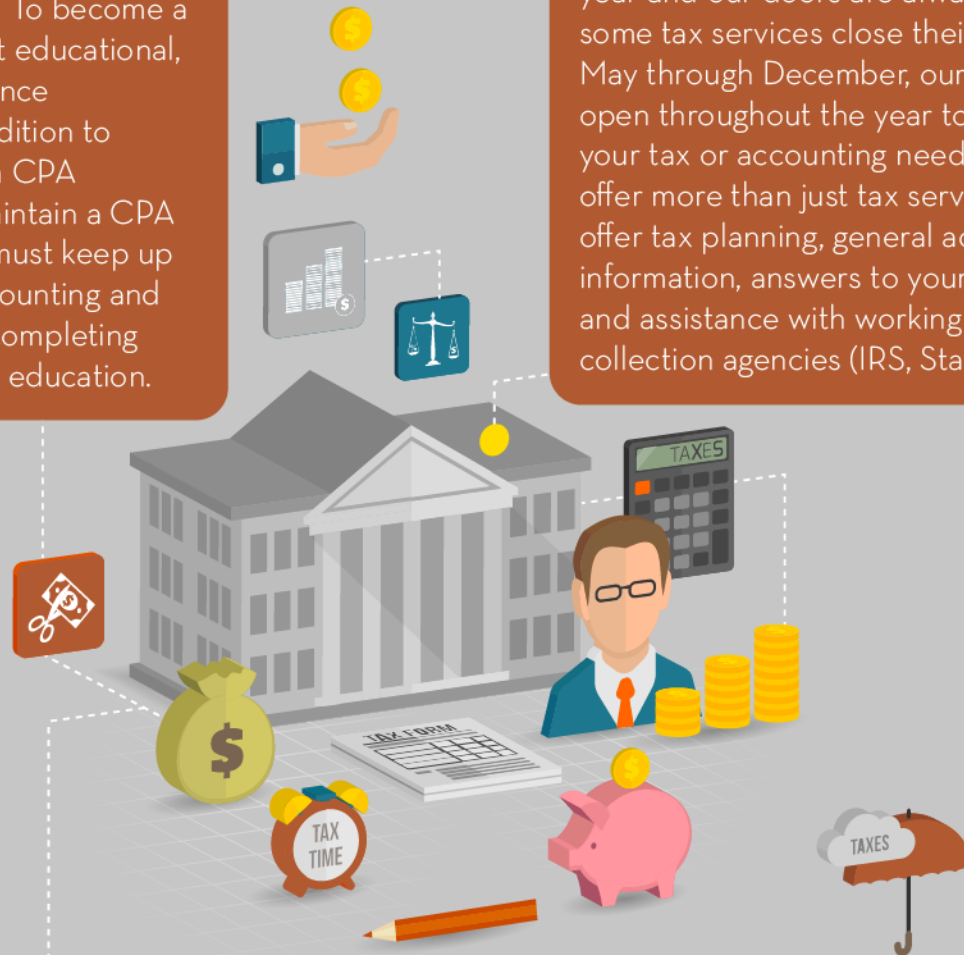 To become a
educational,
dition to
CPA
intain a CPA
must keep up
ounting and
ompleting
education.
some tax services close thei
May through December, our
open throughout the year to
your tax or accounting need
offer more than just tax serv
offer tax planning, general ac
information, answers to your
and assistance with working
collection agencies (IRS, Sta
TAXES
TAX FORM
TAX
TIME
TAXES
$
$
$
$